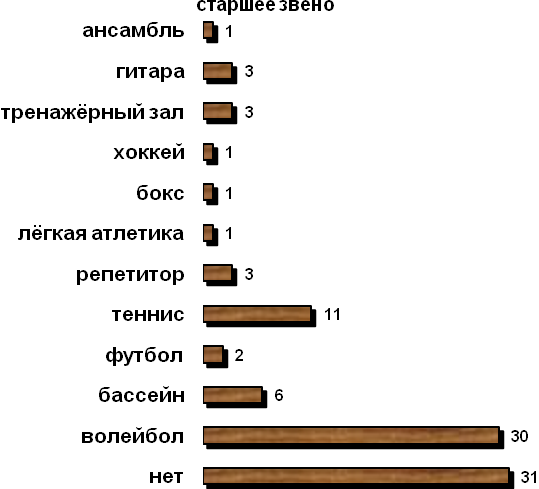 старшее звено
ансамбль 1
гитара 3
тренажёрный зал 3
хоккей 1
бокс 1
лёгкая атлетика 1
репетитор 3
теннис 11
футбол 2
бассейн 6
волейбол 30
нет 31